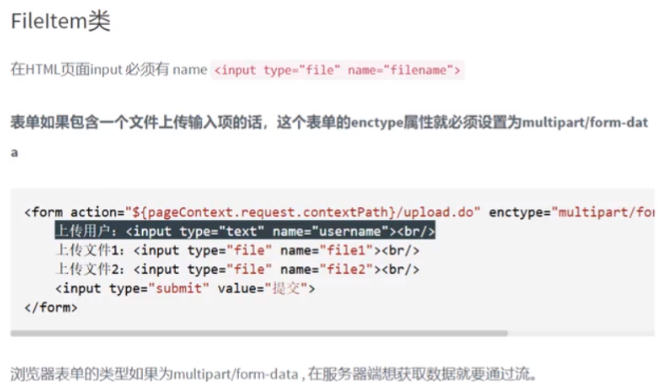 FileItem类
在HTML页面input 必须有 name <input type="file" name="filename">
表单如果包含一个文件上传输入项的话，这个表单的enctype属性就必须设置为multipart/form-dat
a
<form action="${pageContext.request.contextPath}/upload.do" enctype="multipart/for
上传用户：<input type="text" name="username"><br/>
上传文件1：<input type="file" name="file1"><br/>
上传文件2：<input type="file" name="file2"><br/>
<input type="submit" value="提交">
</form>
浏览器表单的类型如果为multipart/form-data , 在服务器端想获取数据就要通过流。